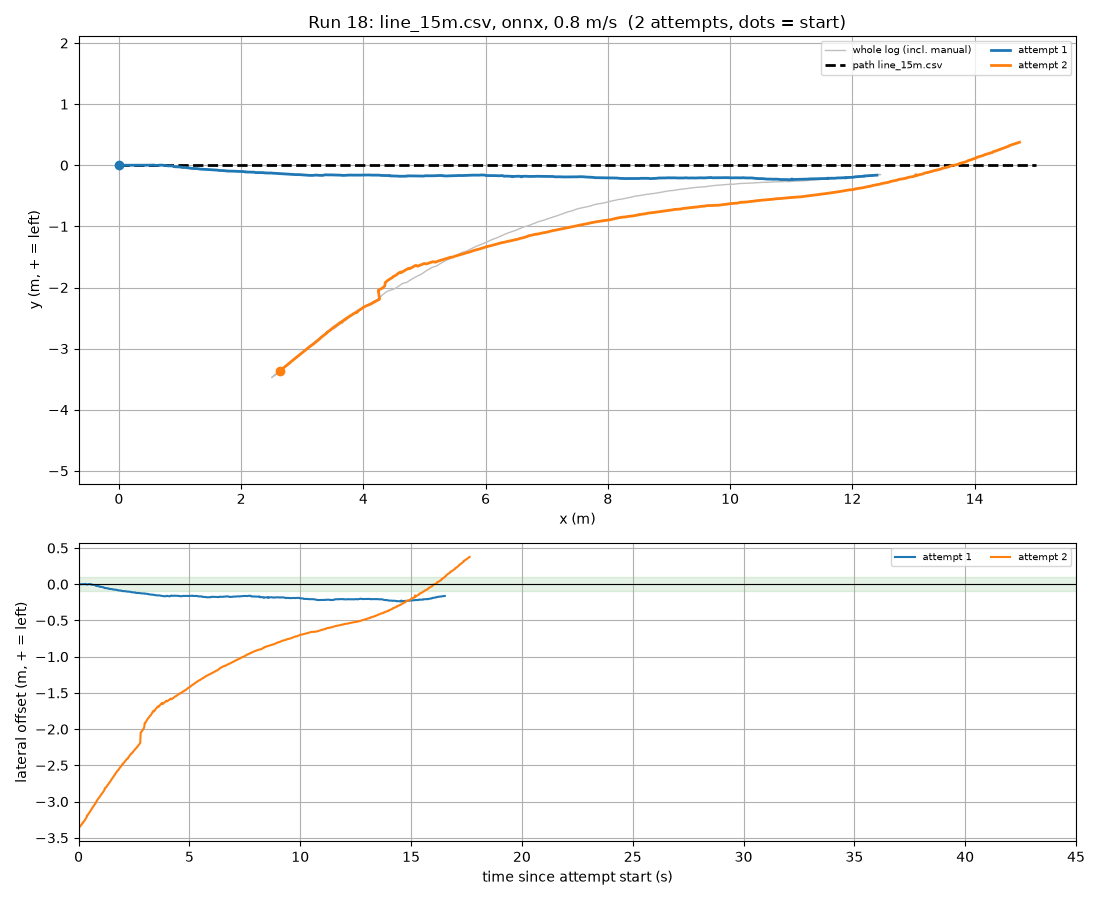 Run 18: line_15m.csv, onnx, 0.8 m/s  (2 attempts, dots = start)
whole log (incl. manual)
path line_15m.csv
attempt 1
attempt 2
y (m, + = left)
2
1
0
−1
−2
−3
−4
−5
0 2 4 6 8 10 12 14
x (m)
attempt 1 attempt 2
lateral offset (m, + = left)
0.5
0.0
−0.5
−1.0
−1.5
−2.0
−2.5
−3.0
−3.5
0 5 10 15 20 25 30 35 40 45
time since attempt start (s)